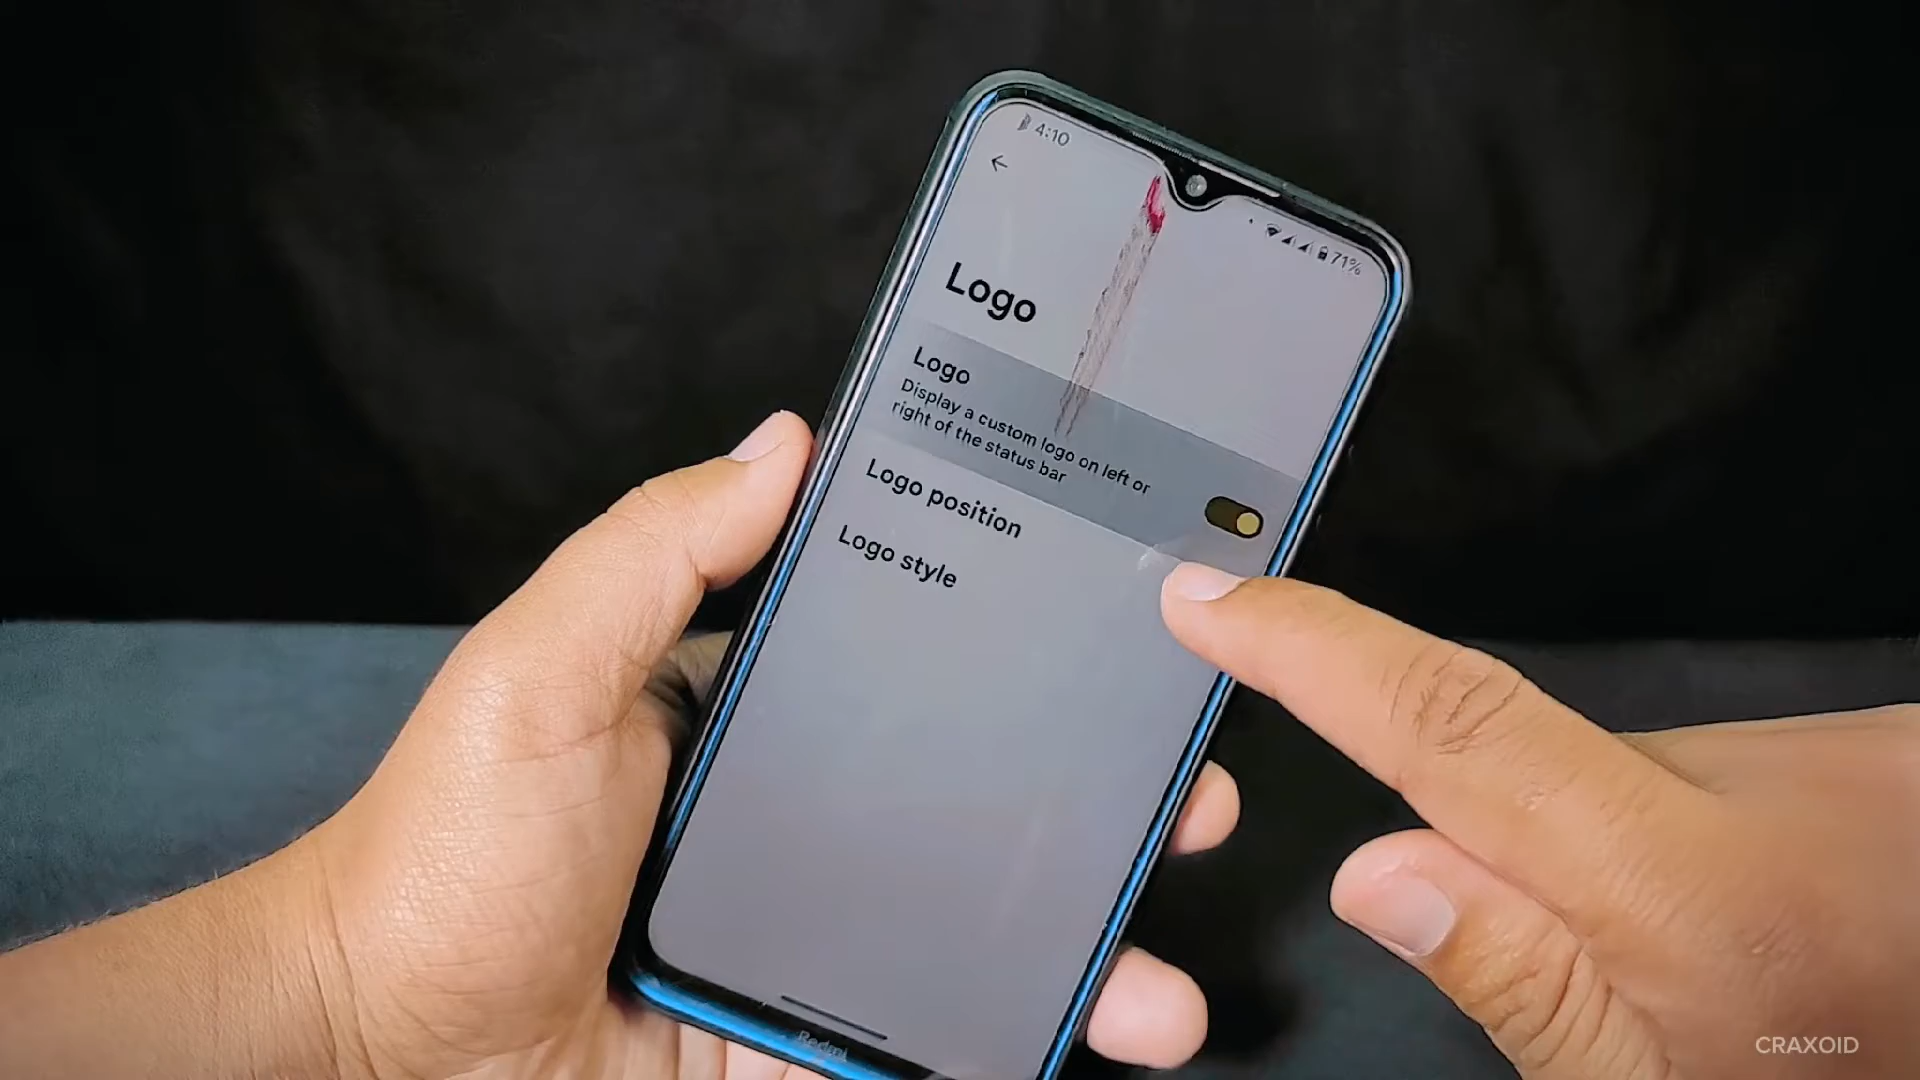 4:10
71%
Logo
Logo
Display a custom logo on left or
right of the status bar
Logo position
Logo style
Redmi
CRAXOID